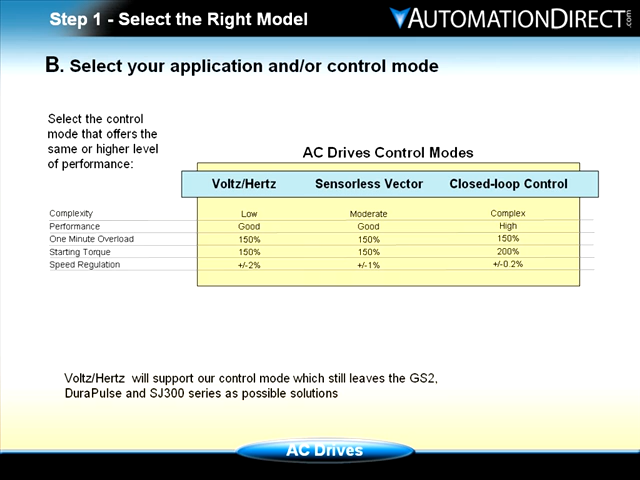 Step 1 - Select the Right Model
AUTOMATIONDIRECT.com
B. Select your application and/or control mode
Select the control
mode that offers the
same or higher level
of performance:
AC Drives Control Modes
Voltz/Hertz Sensorless Vector Closed-loop Control
Complexity Low Moderate Complex
Performance Good Good High
One Minute Overload 150% 150% 150%
Starting Torque 150% 150% 200%
Speed Regulation +/-2% +/-1% +/-0.2%
Voltz/Hertz will support our control mode which still leaves the GS2,
DuraPulse and SJ300 series as possible solutions
AC Drives